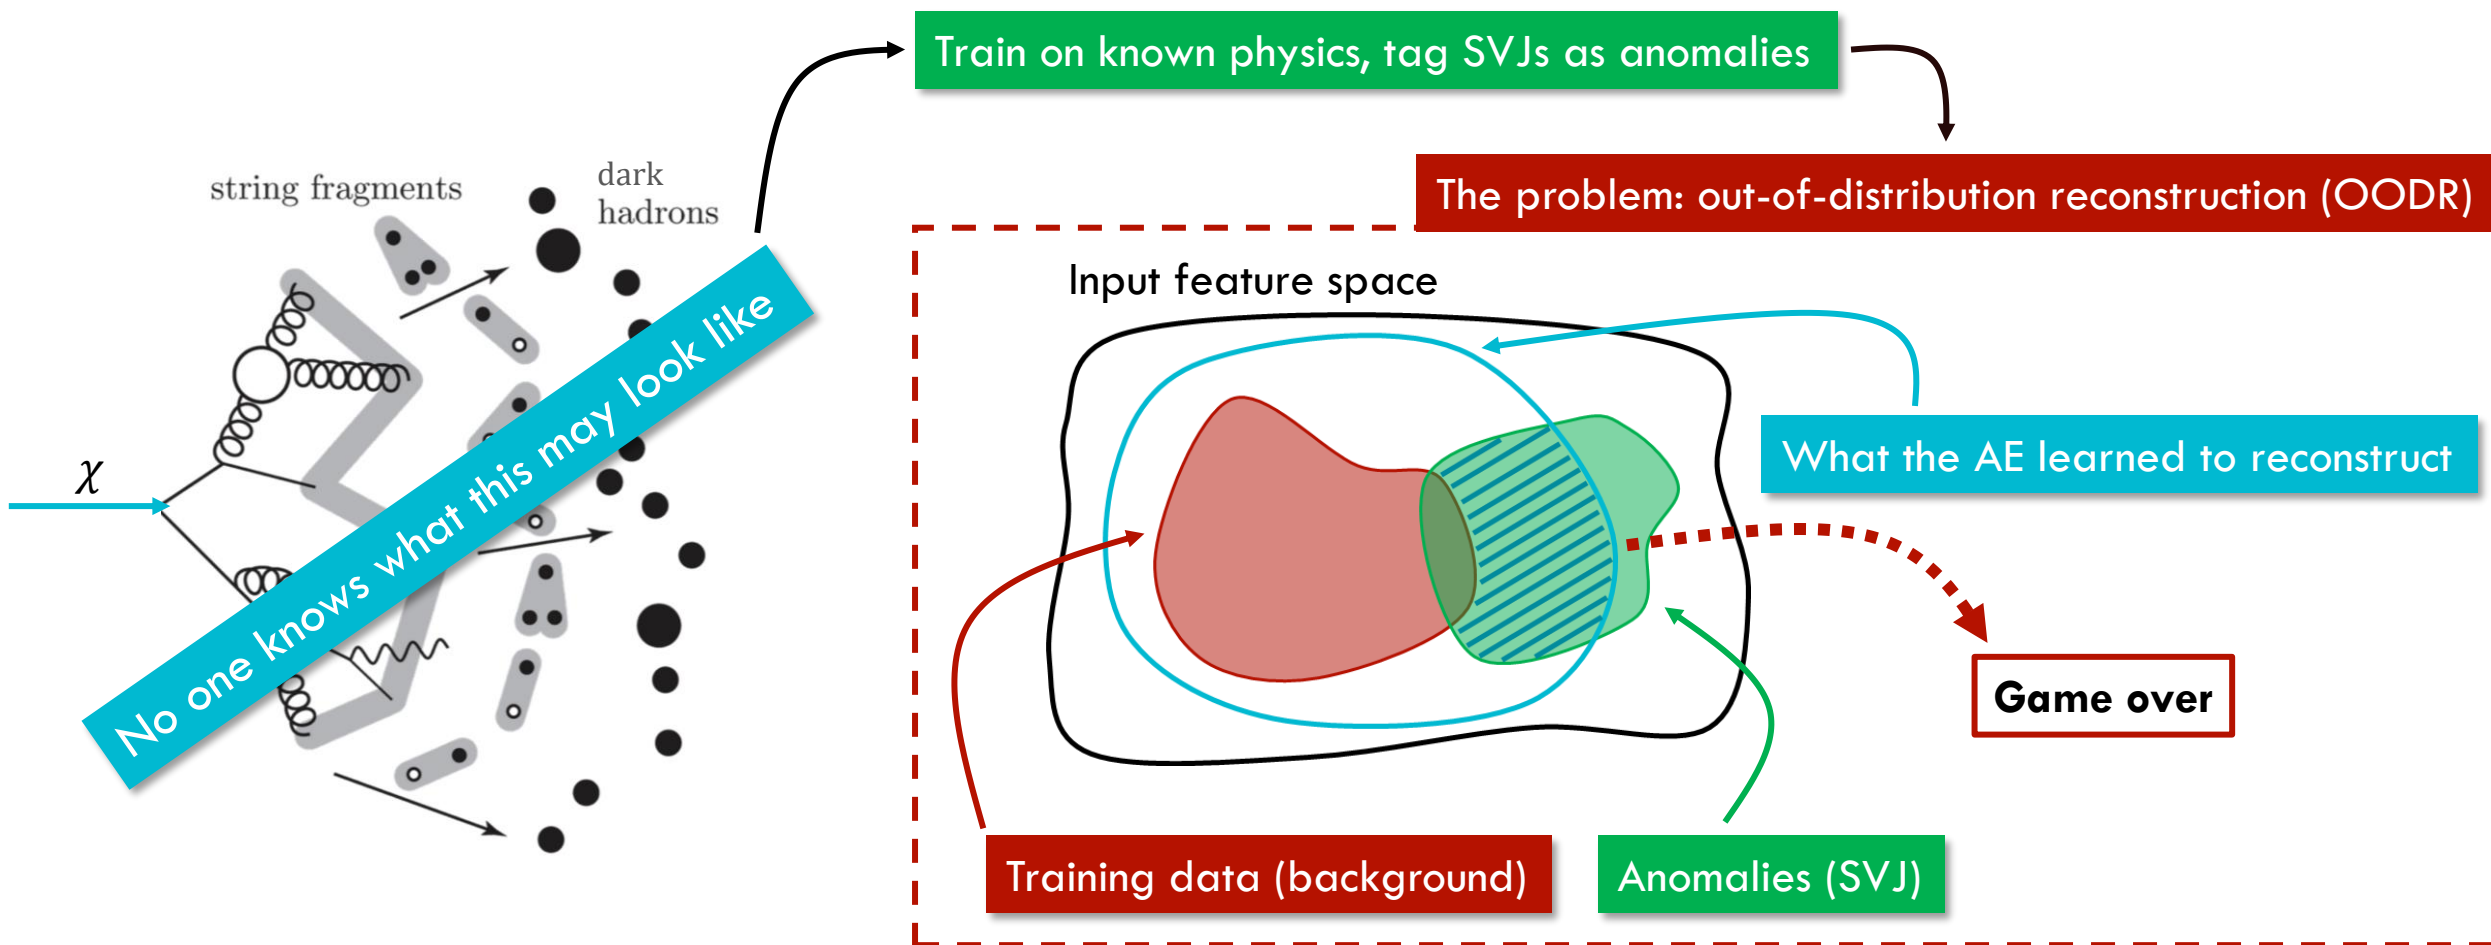 Train on known physics, tag SVJs as anomalies
string fragments
dark
hadrons
The problem: out-of-distribution reconstruction (OODR)
Input feature space
No one knows what this may look like
χ
What the AE learned to reconstruct
Game over
Training data (background)
Anomalies (SVJ)